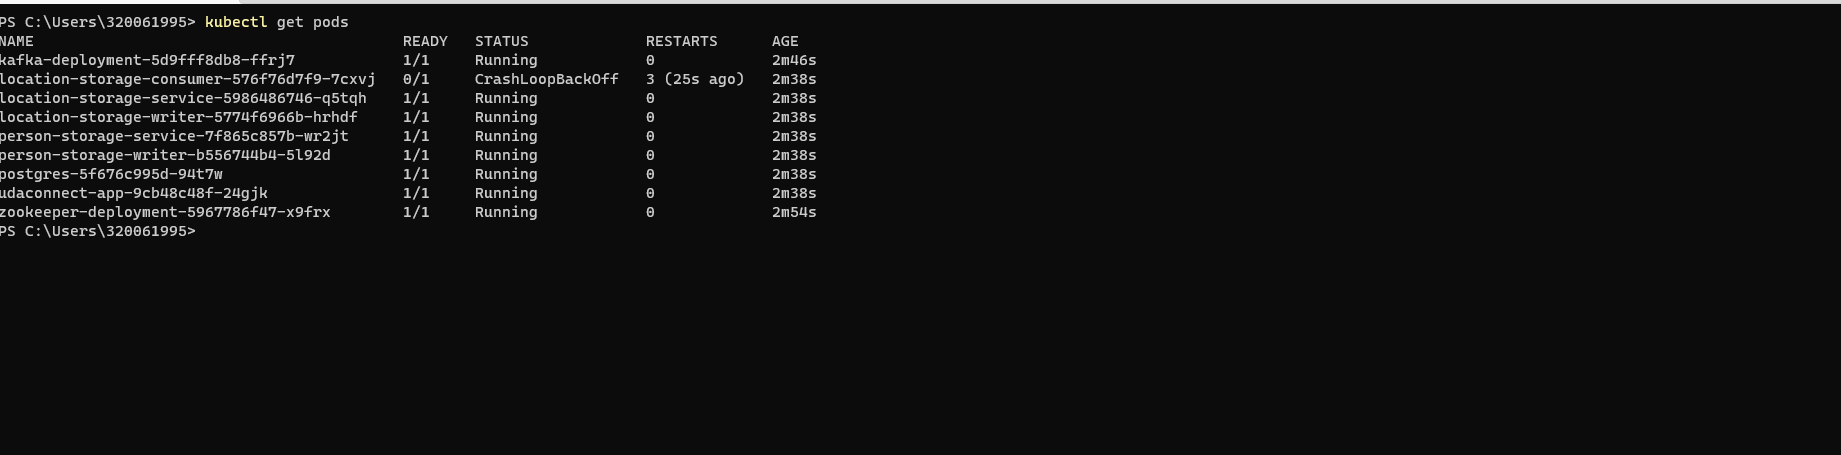 PS C:\Users\320061995> kubectl get pods
NAME READY STATUS RESTARTS AGE
kafka-deployment-5d9fff8db8-ffrj7 1/1 Running 0 2m46s
location-storage-consumer-576f76d7f9-7cxvj 0/1 CrashLoopBackOff 3 (25s ago) 2m38s
location-storage-service-5986486746-q5tqh 1/1 Running 0 2m38s
location-storage-writer-5774f6966b-hrhdf 1/1 Running 0 2m38s
person-storage-service-7f865c857b-wr2jt 1/1 Running 0 2m38s
person-storage-writer-b556744b4-5l92d 1/1 Running 0 2m38s
postgres-5f676c995d-94t7w 1/1 Running 0 2m38s
udaconnect-app-9cb48c48f-24gjk 1/1 Running 0 2m38s
zookeeper-deployment-5967786f47-x9frx 1/1 Running 0 2m54s
PS C:\Users\320061995>